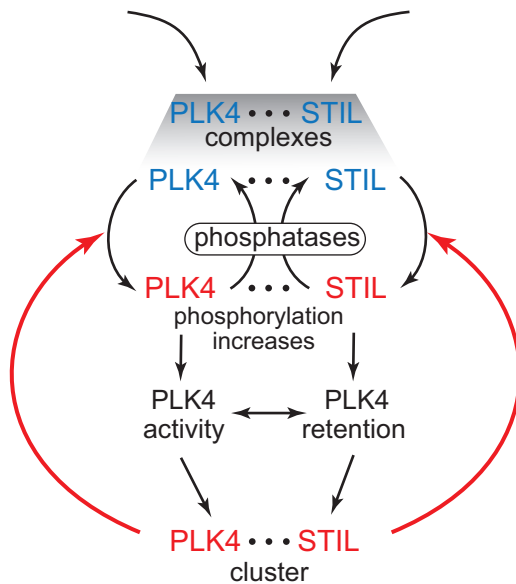 PLK4 ••• STIL
complexes
PLK4 ••• STIL
phosphatases
PLK4 ••• STIL
phosphorylation
increases
PLK4 PLK4
activity retention
PLK4 ••• STIL
cluster